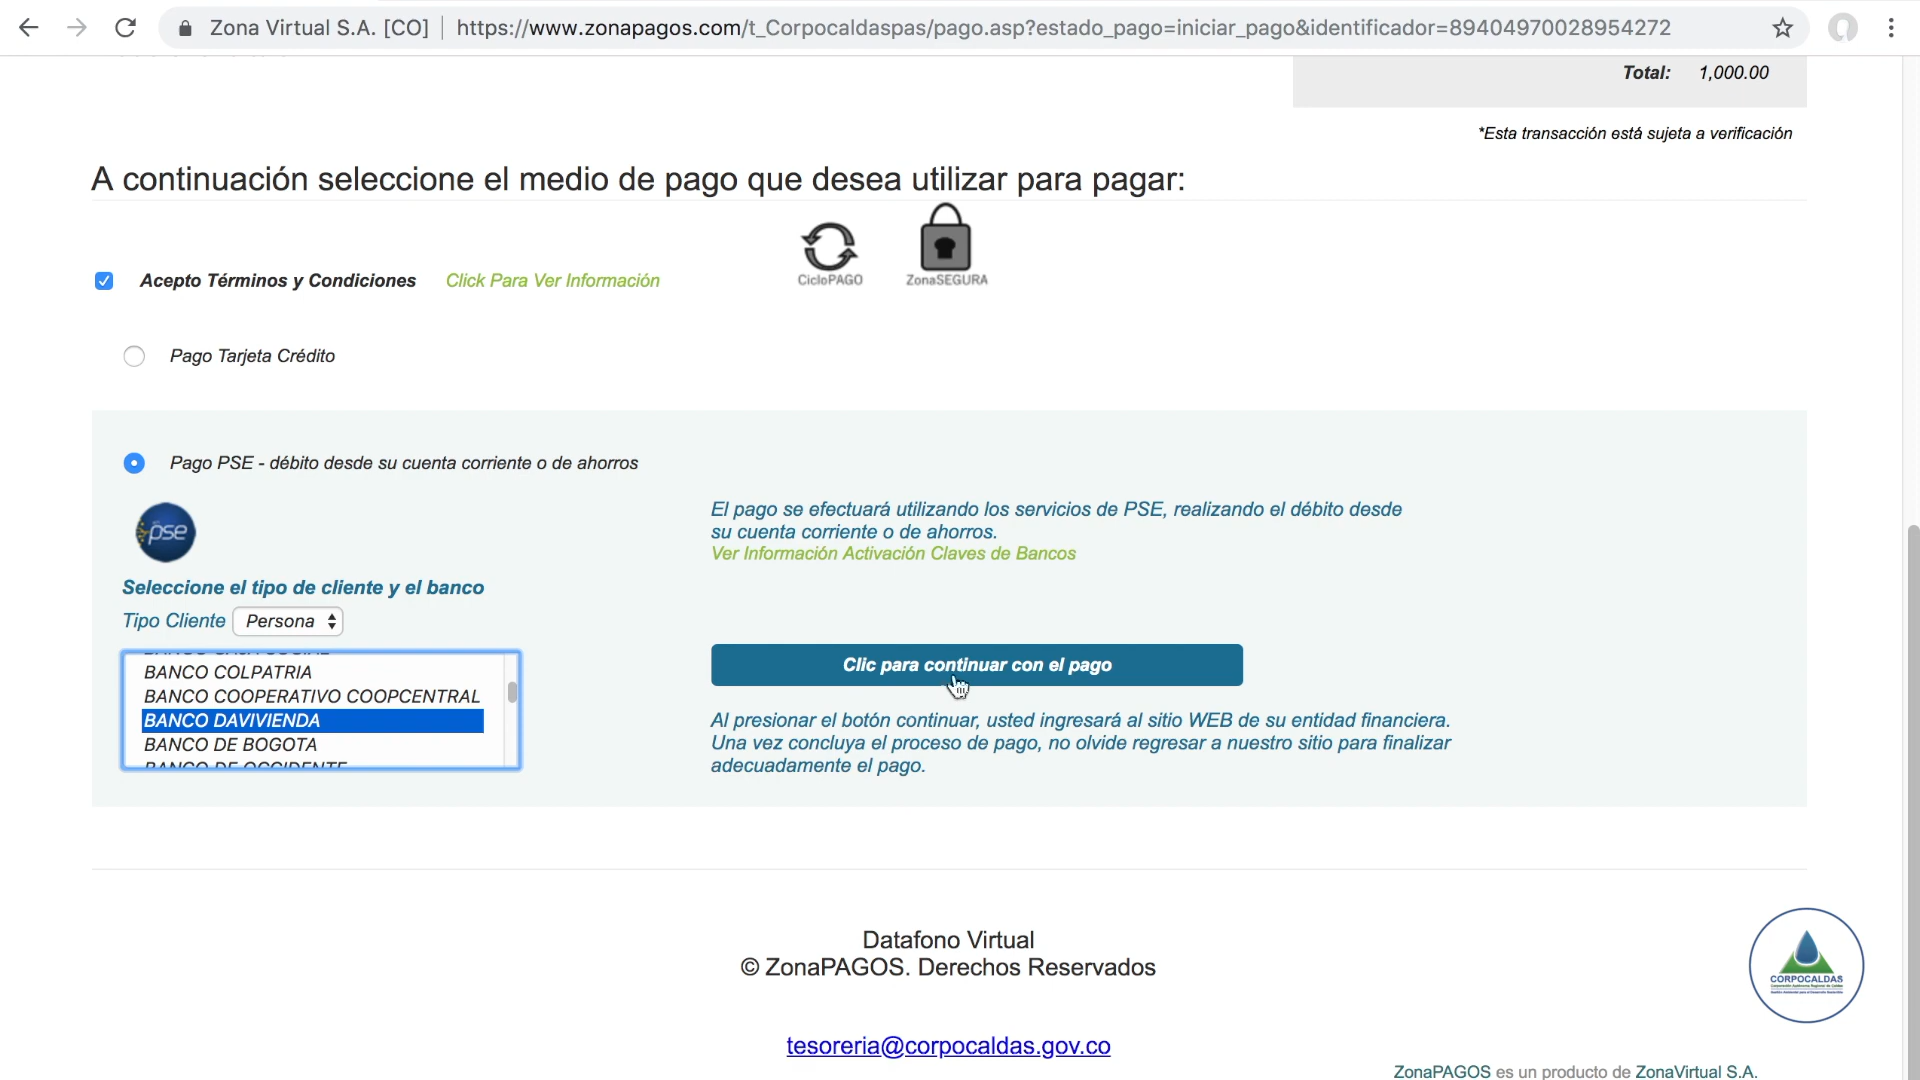 Zona Virtual S.A. [CO] https://www.zonapagos.com/t_Corpocaldaspas/pago.asp?estado_pago=iniciar_pago&identificador=89404970028954272
Total: 1,000.00
*Esta transacción está sujeta a verificación
A continuación seleccione el medio de pago que desea utilizar para pagar:
Acepto Términos y Condiciones Click Para Ver Información
CicloPAGO ZonaSEGURA
Pago Tarjeta Crédito
Pago PSE - débito desde su cuenta corriente o de ahorros
pse
El pago se efectuará utilizando los servicios de PSE, realizando el débito desde
su cuenta corriente o de ahorros.
Ver Información Activación Claves de Bancos
Seleccione el tipo de cliente y el banco
Tipo Cliente Persona
BANCO COLPATRIA
BANCO COOPERATIVO COOPCENTRAL
BANCO DAVIVIENDA
BANCO DE BOGOTA
BANCO DE OCCIDENTE
Clic para continuar con el pago
Al presionar el botón continuar, usted ingresará al sitio WEB de su entidad financiera.
Una vez concluya el proceso de pago, no olvide regresar a nuestro sitio para finalizar
adecuadamente el pago.
Datafono Virtual
© ZonaPAGOS. Derechos Reservados
CORPOCALDAS
tesoreria@corpocaldas.gov.co
ZonaPAGOS es un producto de ZonaVirtual S.A.